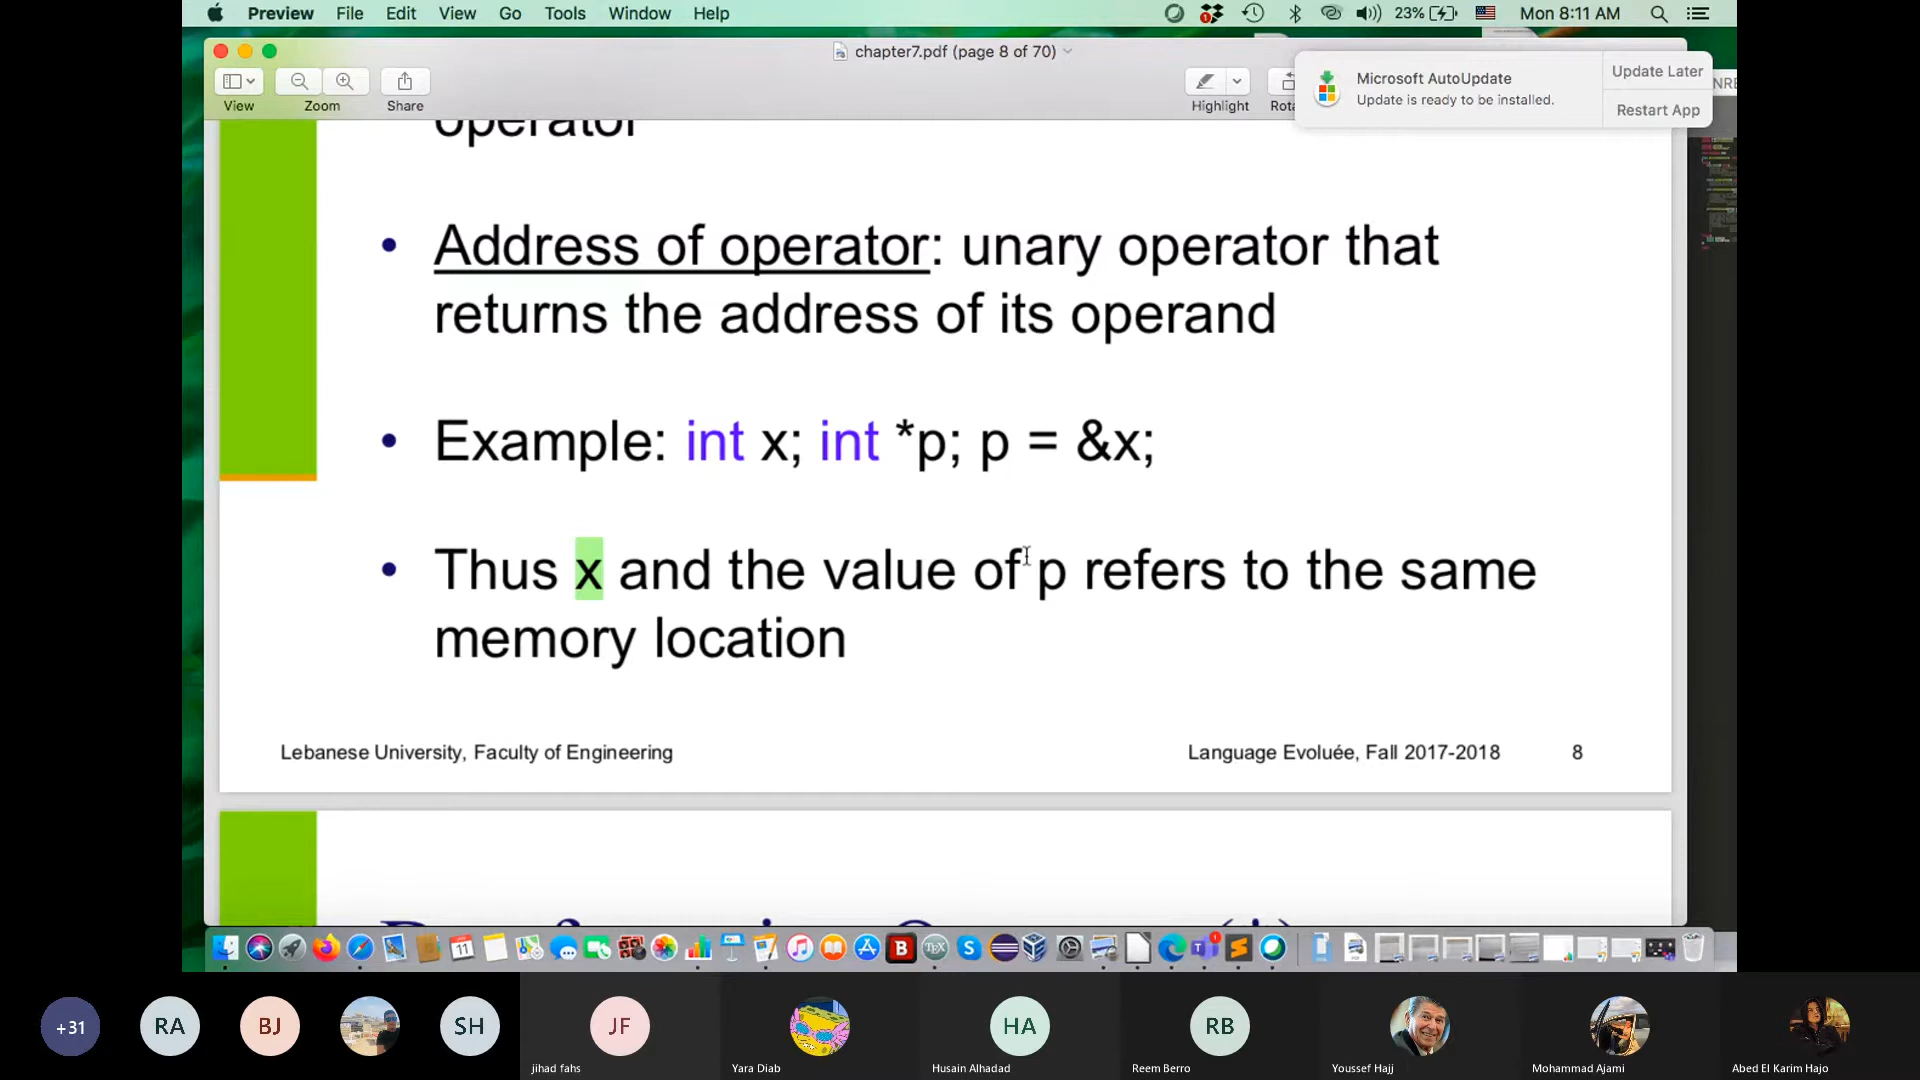 Preview File Edit View Go Tools Window Help 23% Mon 8:11 AM
chapter7.pdf (page 8 of 70)
View Zoom Share Highlight
Microsoft AutoUpdate
Update is ready to be installed.
Update Later
Restart App
operator
• Address of operator: unary operator that
returns the address of its operand
• Example: int x; int *p; p = &x;
• Thus x and the value of p refers to the same
memory location
Lebanese University, Faculty of Engineering Language Evoluée, Fall 2017-2018 8
+31 RA BJ SH JF HA RB
jihad fahs Yara Diab Husain Alhadad Reem Berro Youssef Hajj Mohammad Ajami Abed El Karim Hajo